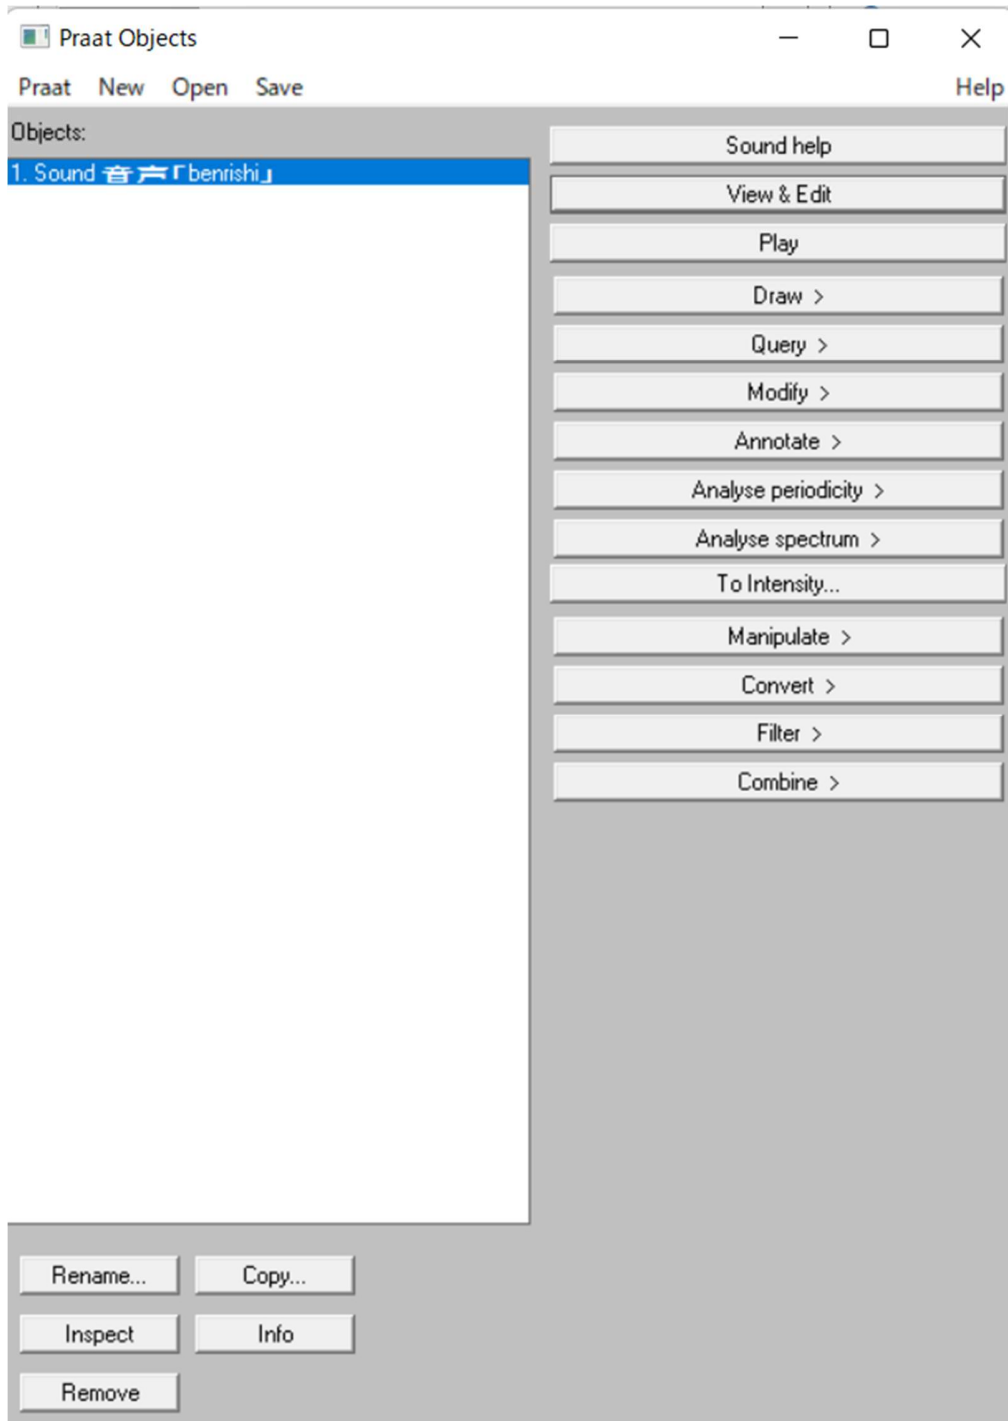 Praat Objects
Praat New Open Save Help
Objects:
1. Sound 音声「benrishi」
Sound help
View & Edit
Play
Draw >
Query >
Modify >
Annotate >
Analyse periodicity >
Analyse spectrum >
To Intensity...
Manipulate >
Convert >
Filter >
Combine >
Rename... Copy...
Inspect Info
Remove